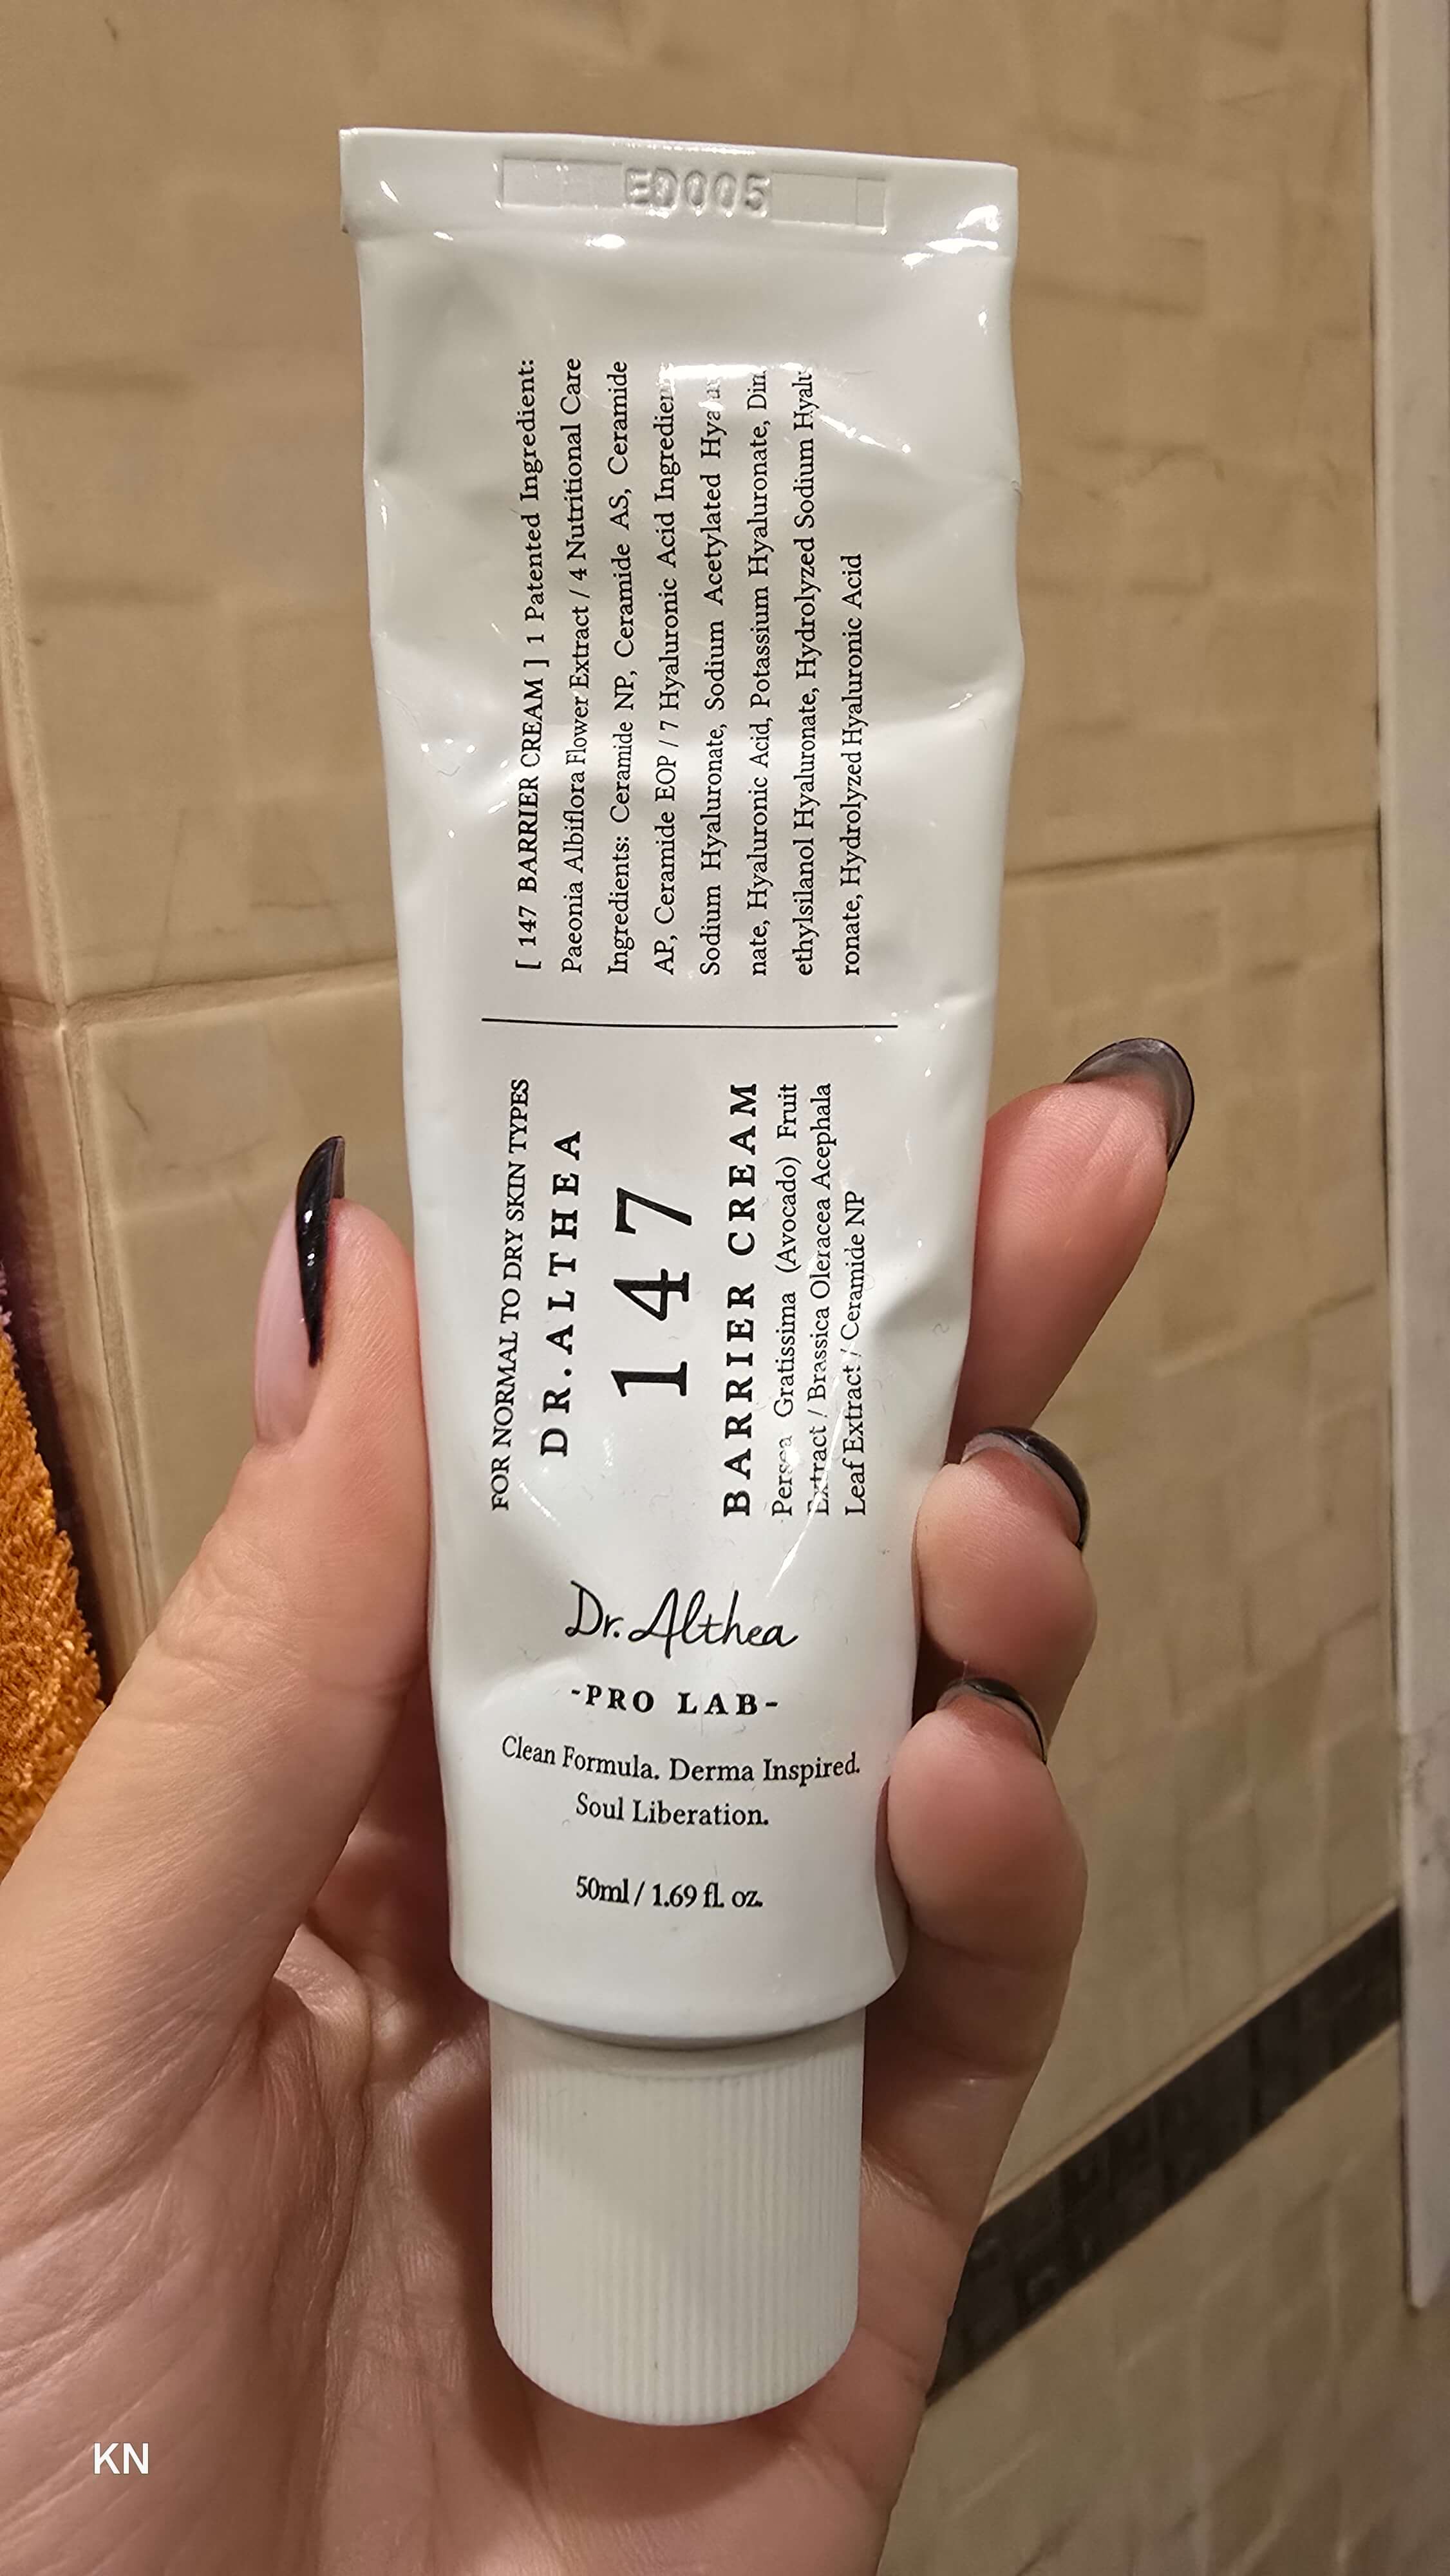 ED005
[ 147 BARRIER CREAM ] 1 Patented Ingredient:
Paeonia Albiflora Flower Extract / 4 Nutritional Care
Ingredients: Ceramide NP, Ceramide AS, Ceramide
AP, Ceramide EOP / 7 Hyaluronic Acid
Sodium Hyaluronate, Sodium Acetylated
nate, Hyaluronic Acid, Potassium Hyaluronate, Dim
ethylsilanol Hyaluronate, Hydrolyzed Sodium Hyalu
ronate, Hydrolyzed Hyaluronic Acid
FOR NORMAL TO DRY SKIN TYPES
DR.ALTHEA
147
BARRIER CREAM
Persea Gratissima (Avocado) Fruit
Extract / Brassica Oleracea Acephala
Leaf Extract / Ceramide NP
Dr. Althea
-PRO LAB-
Clean Formula. Derma Inspired.
Soul Liberation.
50ml / 1.69 fl. oz.
KN